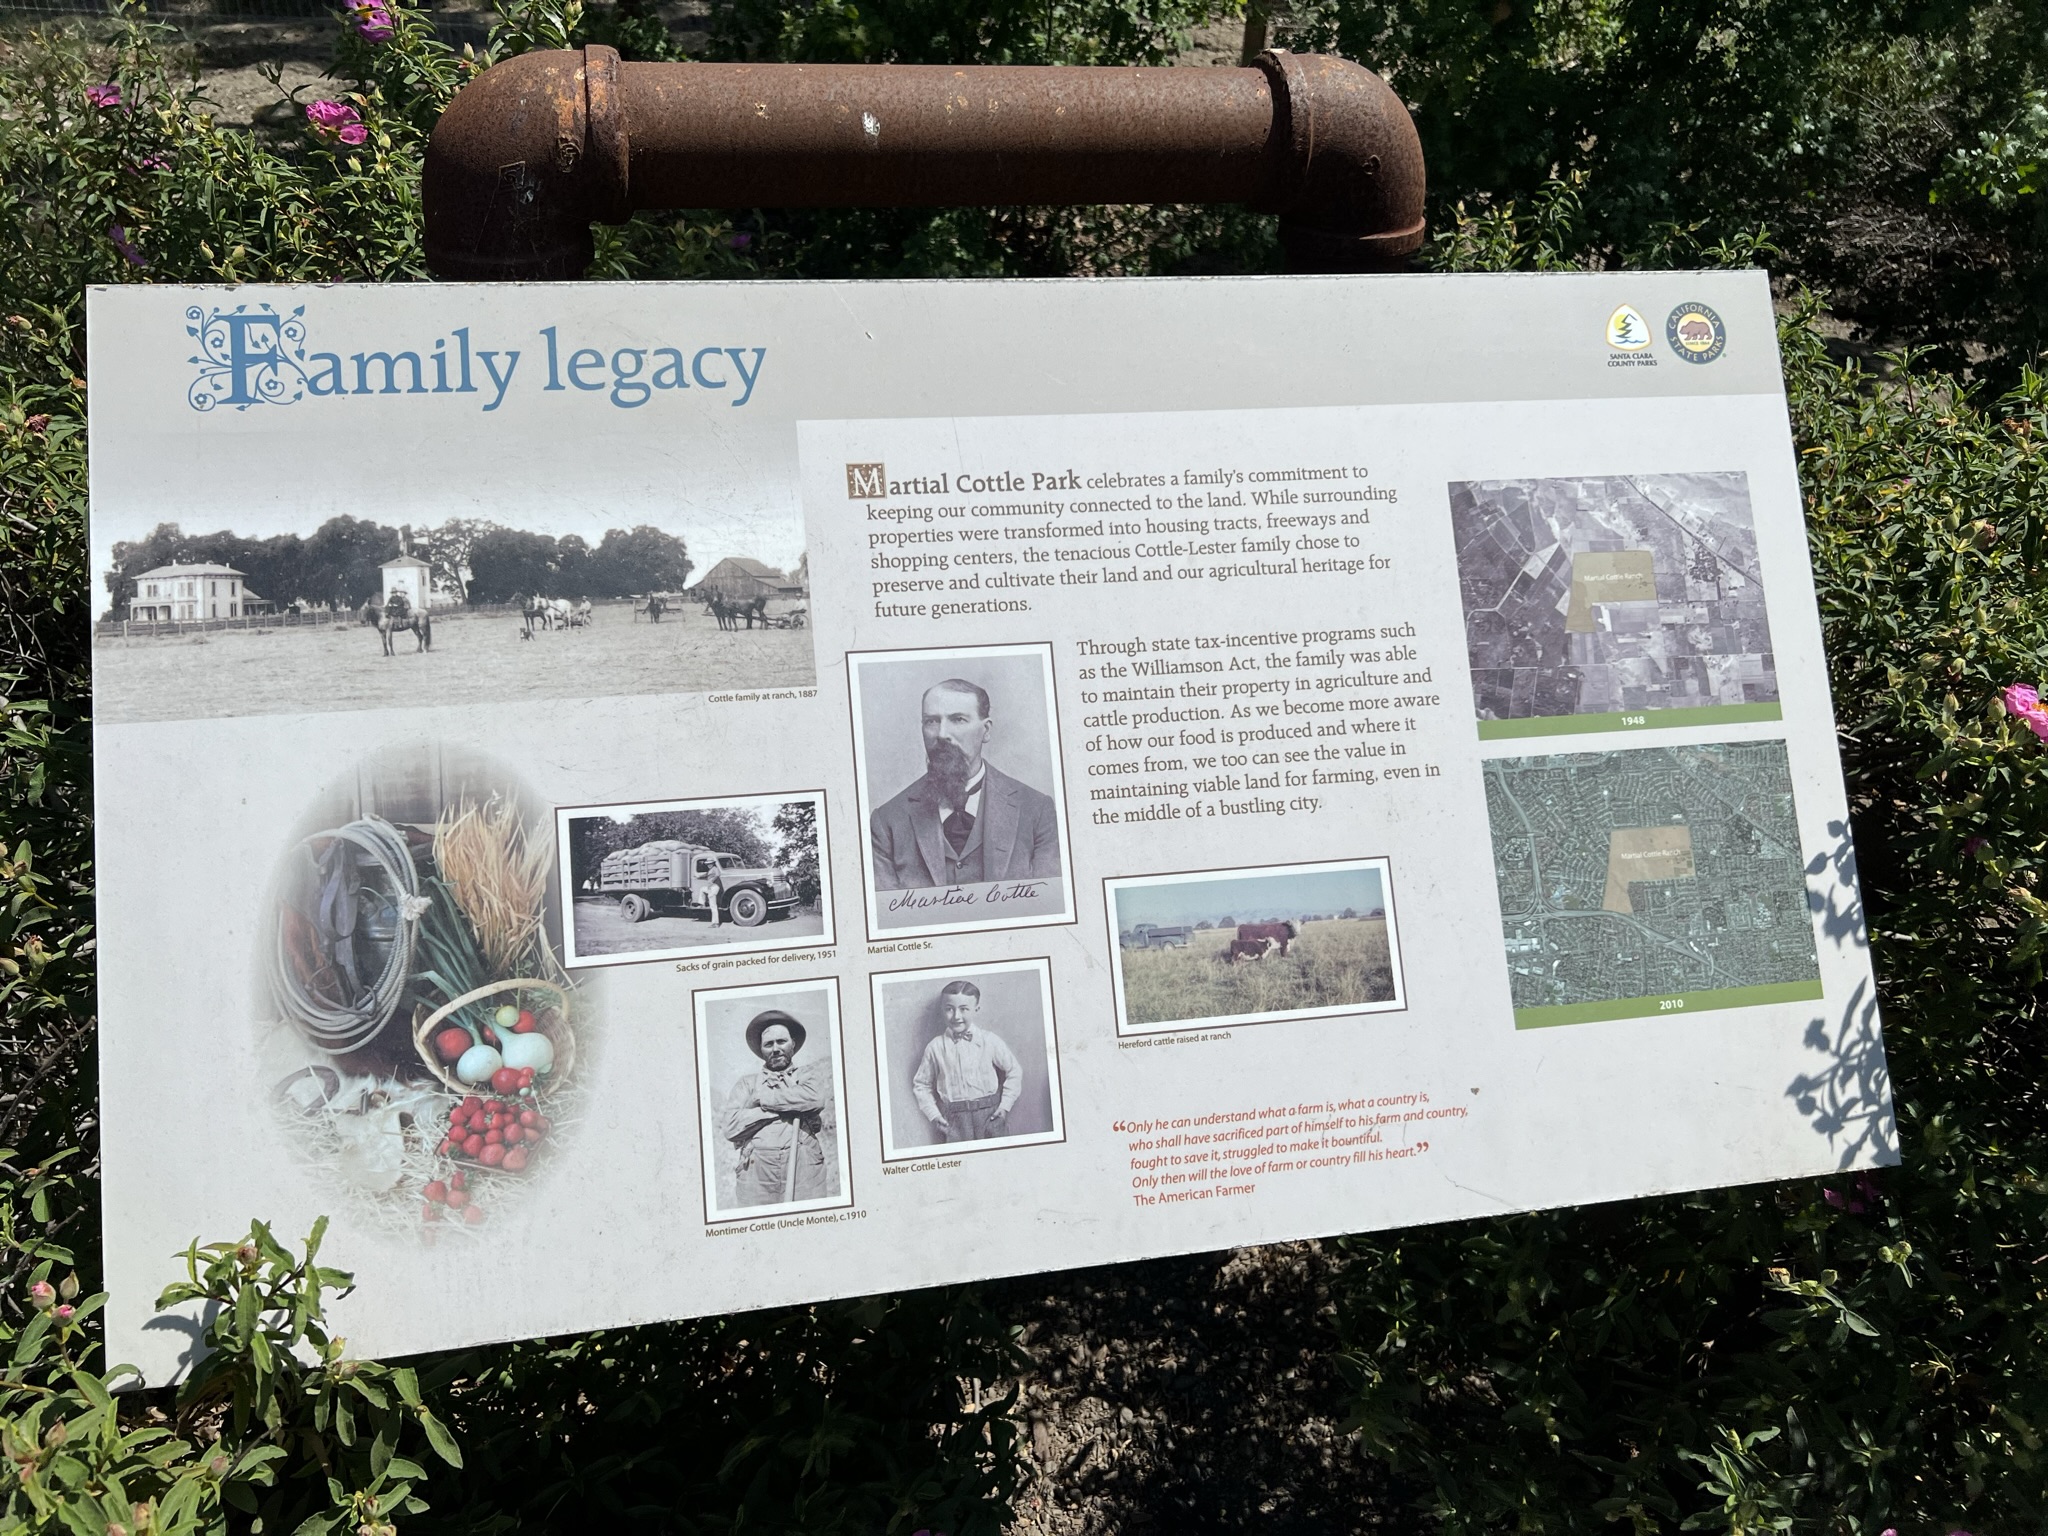 Family legacy
SANTA CLARA
COUNTY PARKS
CALIFORNIA
STATE PARKS
Cottle family at ranch, 1887
Martial Cottle Park celebrates a family's commitment to
keeping our community connected to the land. While surrounding
properties were transformed into housing tracts, freeways and
shopping centers, the tenacious Cottle-Lester family chose to
preserve and cultivate their land and our agricultural heritage for
future generations.
Through state tax-incentive programs such
as the Williamson Act, the family was able
to maintain their property in agriculture and
cattle production. As we become more aware
of how our food is produced and where it
comes from, we too can see the value in
maintaining viable land for farming, even in
the middle of a bustling city.
Martial Cottle
Martial Cottle Sr.
Sacks of grain packed for delivery, 1951
Montimer Cottle (Uncle Monte), c.1910
Walter Cottle Lester
Hereford cattle raised at ranch
“Only he can understand what a farm is, what a country is,
who shall have sacrificed part of himself to his farm and country,
fought to save it, struggled to make it bountiful.
Only then will the love of farm or country fill his heart.”
The American Farmer
Martial Cottle Ranch
1948
Martial Cottle Ranch
2010